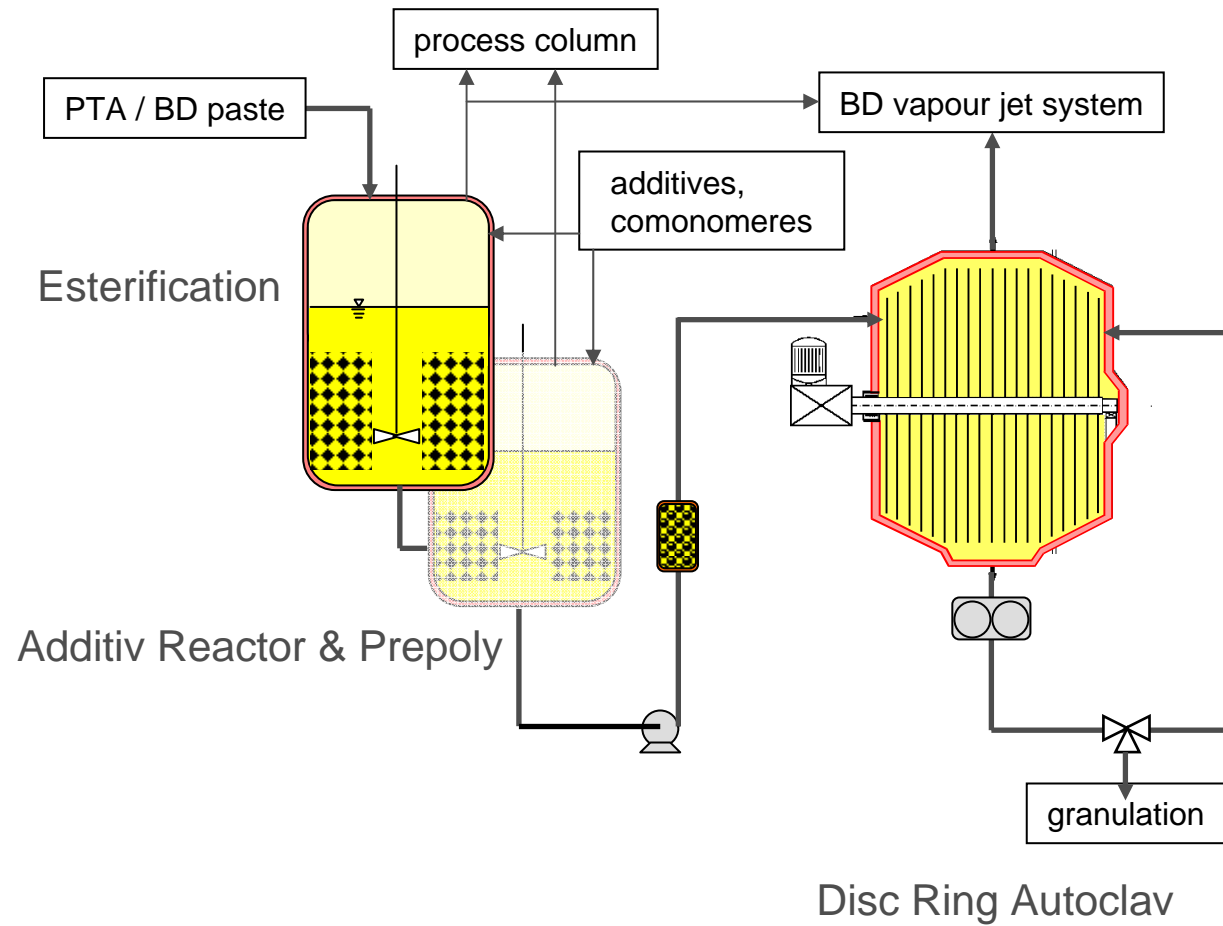 process column
PTA / BD paste
BD vapour jet system
additives,
comonomeres
Esterification
Additiv Reactor & Prepoly
granulation
Disc Ring Autoclav